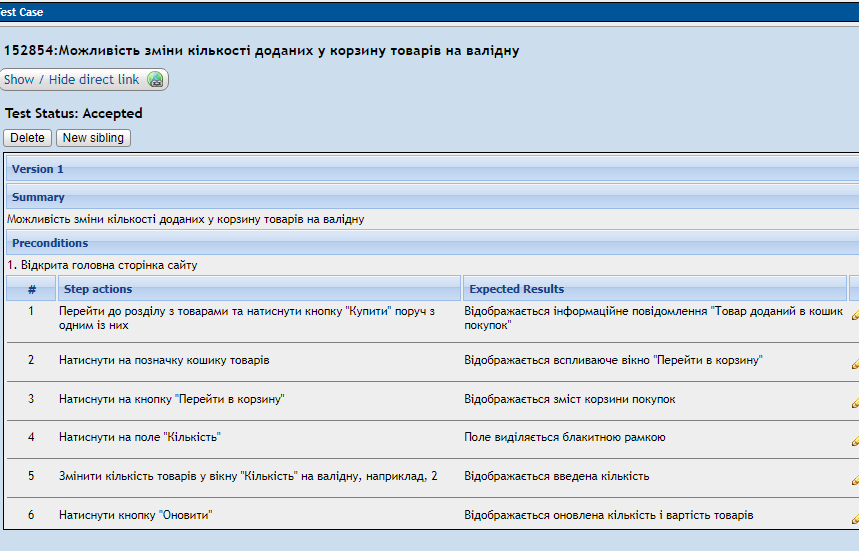 Test Case
152854:Можливість зміни кількості доданих у корзину товарів на валідну
Show / Hide direct link
Test Status: Accepted
Delete New sibling
Version 1
Summary
Можливість зміни кількості доданих у корзину товарів на валідну
Preconditions
1. Відкрита головна сторінка сайту
# Step actions Expected Results
1 Перейти до розділу з товарами та натиснути кнопку "Купити" поруч з Відображається інформаційне повідомлення "Товар доданий в кошик
одним із них покупок"
2 Натиснути на позначку кошику товарів Відображається вспливаюче вікно "Перейти в корзину"
3 Натиснути на кнопку "Перейти в корзину" Відображається зміст корзини покупок
4 Натиснути на поле "Кількість" Поле виділяється блакитною рамкою
5 Змінити кількість товарів у вікну "Кількість" на валідну, наприклад, 2 Відображається введена кількість
6 Натиснути кнопку "Оновити" Відображається оновлена кількість і вартість товарів